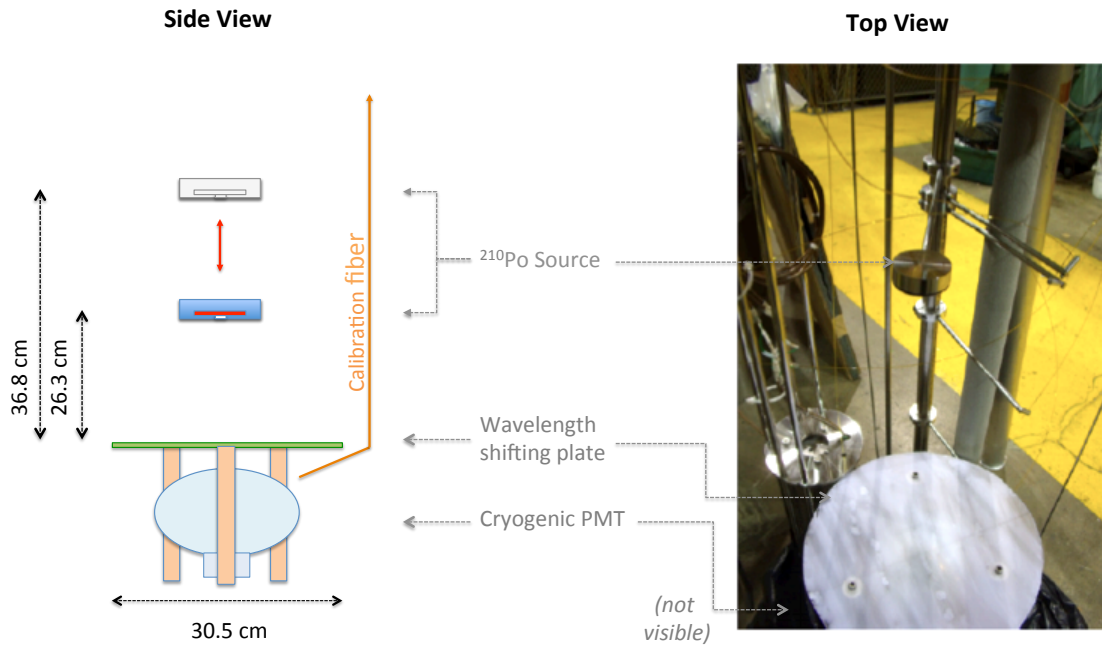 Side View
Top View
36.8 cm
26.3 cm
Calibration fiber
²¹⁰Po Source
Wavelength
shifting plate
Cryogenic PMT
(not
visible)
30.5 cm